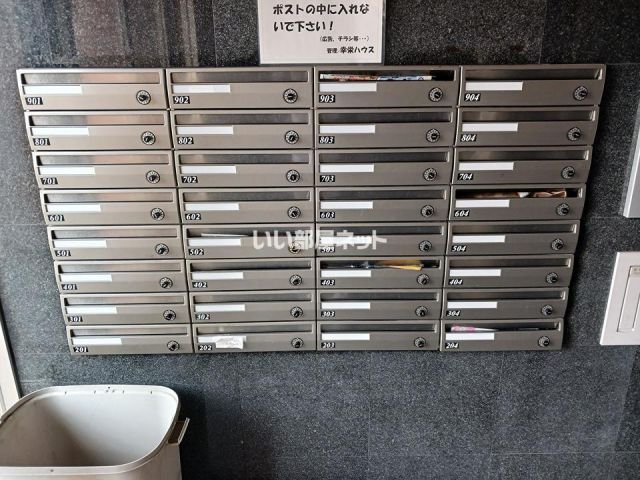 ポストの中に入れな
いで下さい!
(広告、チラシ等・・・)
管理:幸栄ハウス
901 902 903 904
801 802 803 804
701 702 703 704
601 602 603 604
501 502 503 504
いい部屋ネット
401 402 403 404
301 302 303 304
201 202 203 204